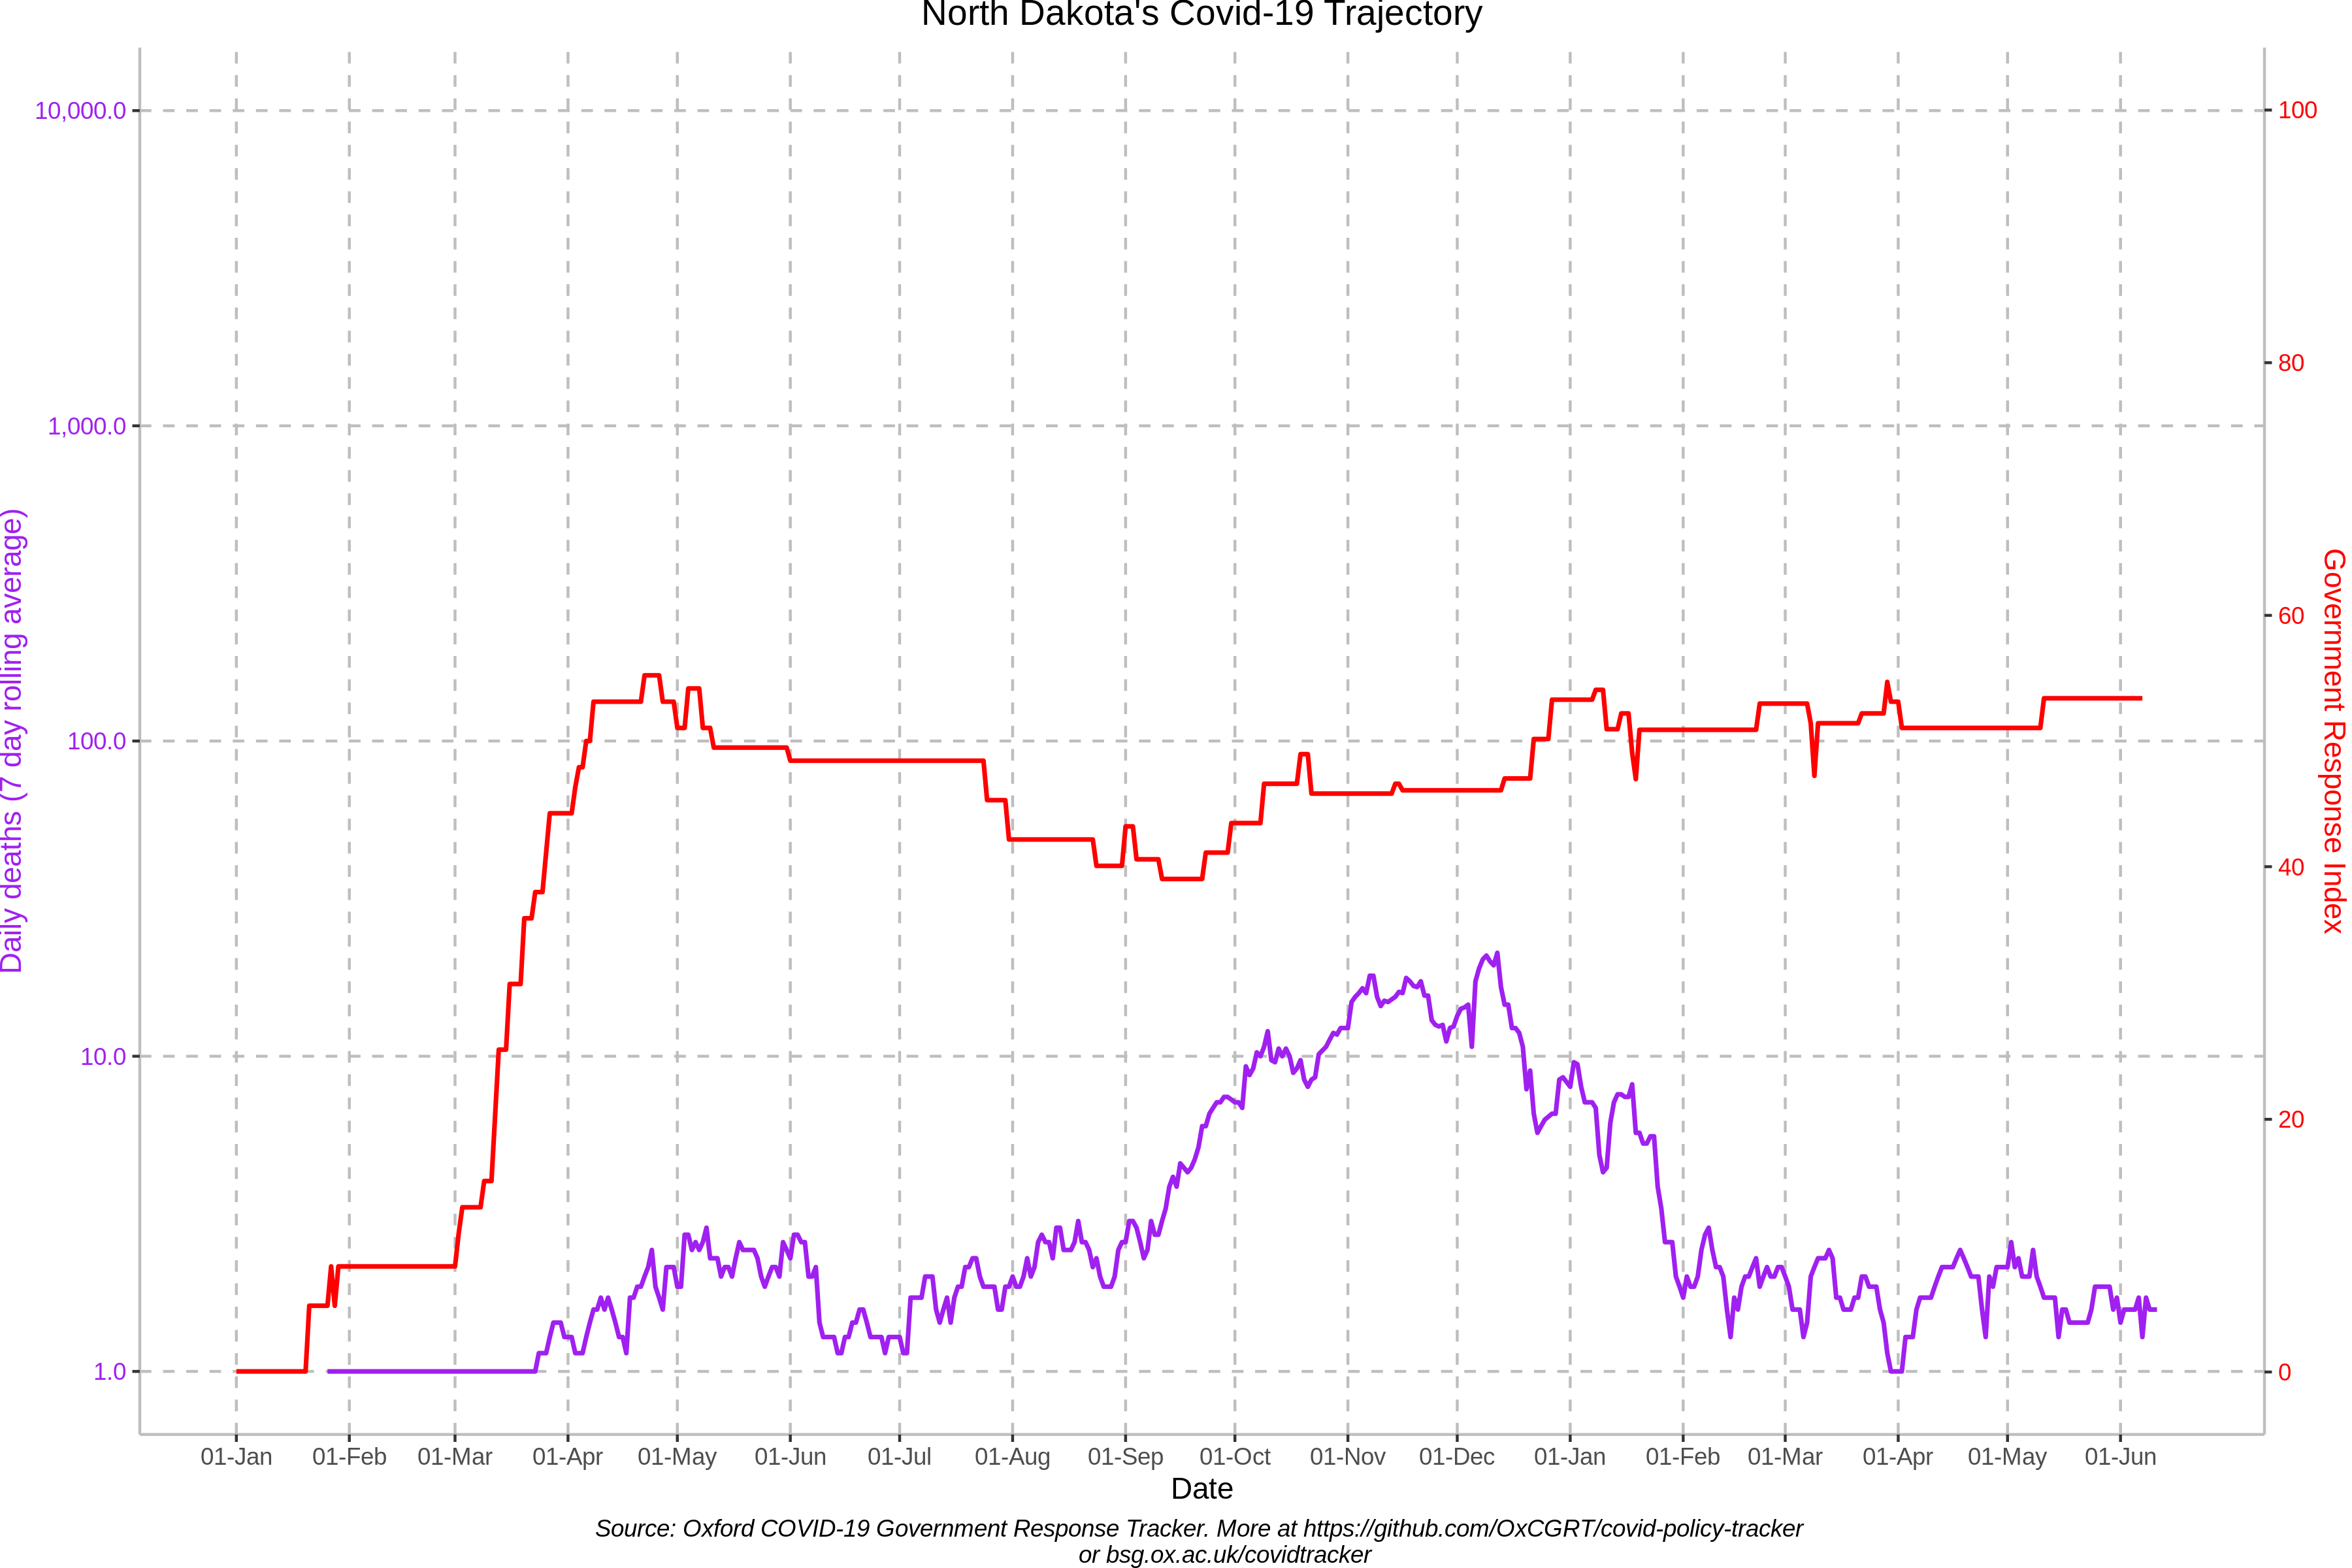 North Dakota's Covid-19 Trajectory
10,000.0
1,000.0
100.0
10.0
1.0
Daily deaths (7 day rolling average)
100
80
60
40
20
0
Government Response Index
01-Jan 01-Feb 01-Mar 01-Apr 01-May 01-Jun 01-Jul 01-Aug 01-Sep 01-Oct 01-Nov 01-Dec 01-Jan 01-Feb 01-Mar 01-Apr 01-May 01-Jun
Date
Source: Oxford COVID-19 Government Response Tracker. More at https://github.com/OxCGRT/covid-policy-tracker
or bsg.ox.ac.uk/covidtracker